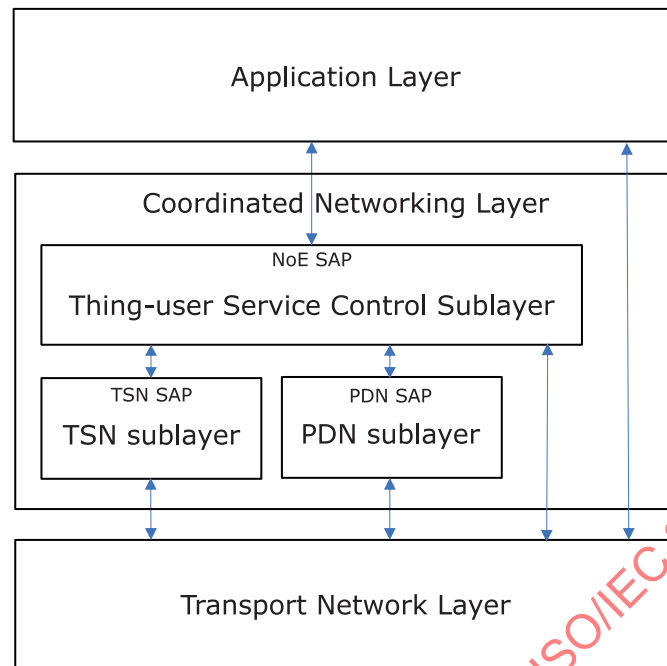 Application Layer
Coordinated Networking Layer
NoE SAP
Thing-user Service Control Sublayer
TSN SAP
TSN sublayer
PDN SAP
PDN sublayer
Transport Network Layer
ISO/IEC